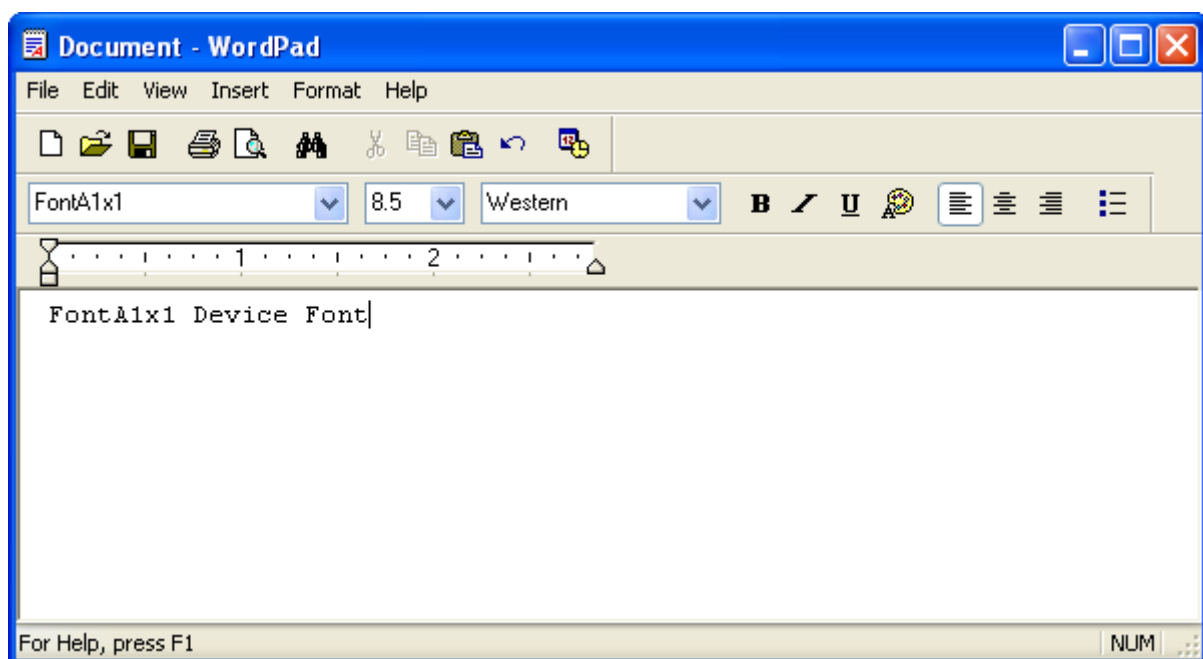 Document - WordPad
File Edit View Insert Format Help
FontA1x1 8.5 Western B I U
1 2
FontA1x1 Device Font
For Help, press F1 NUM